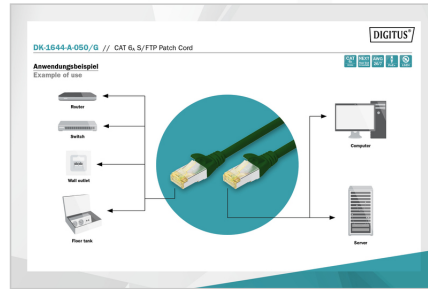 DIGITUS®
DK-1644-A-050/G // CAT 6A S/FTP Patch Cord
Anwendungsbeispiel
Example of use
Router
Switch
Wall outlet
Floor tank
Computer
Server